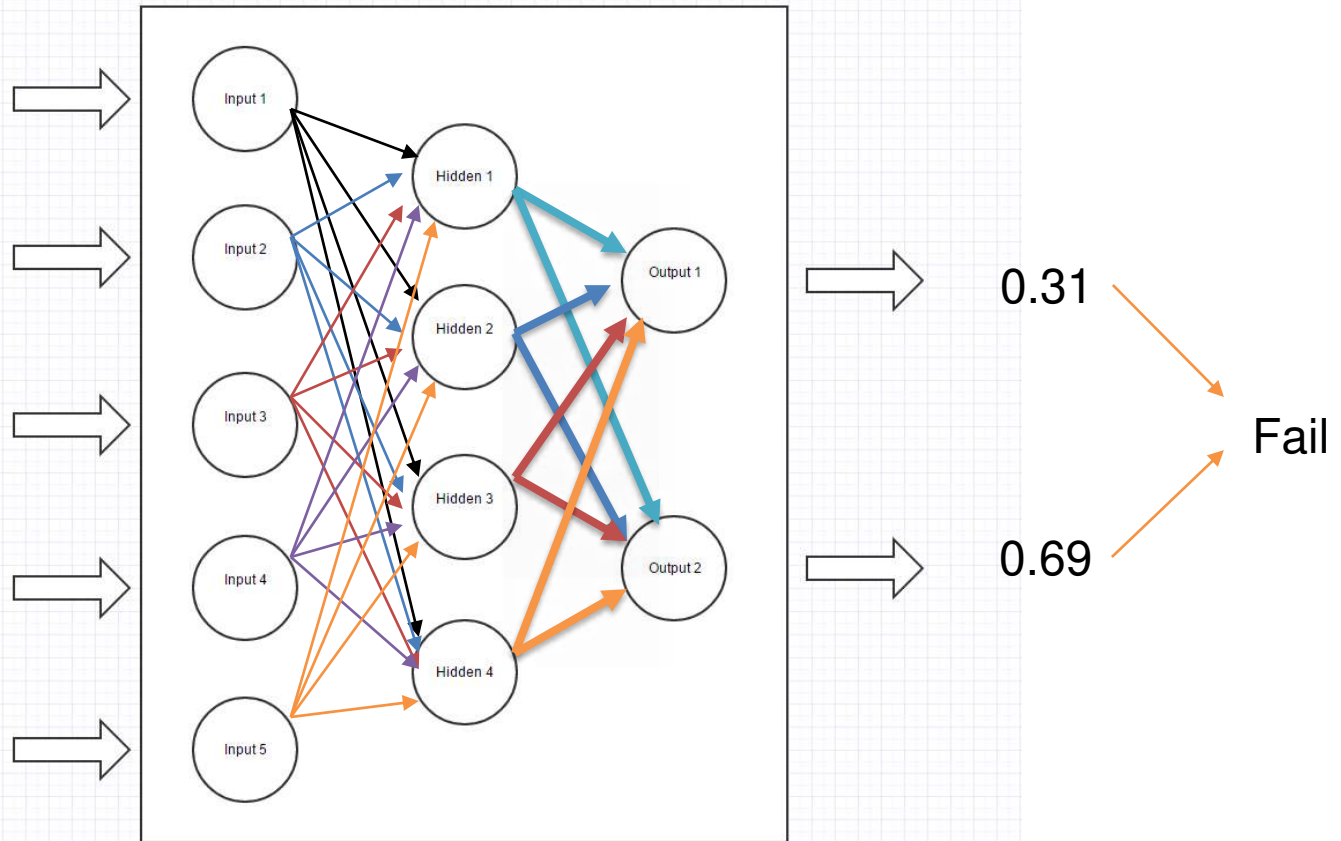 Input 1
Input 2
Input 3
Input 4
Input 5
Hidden 1
Hidden 2
Hidden 3
Hidden 4
Output 1
Output 2
0.31
0.69
Fail